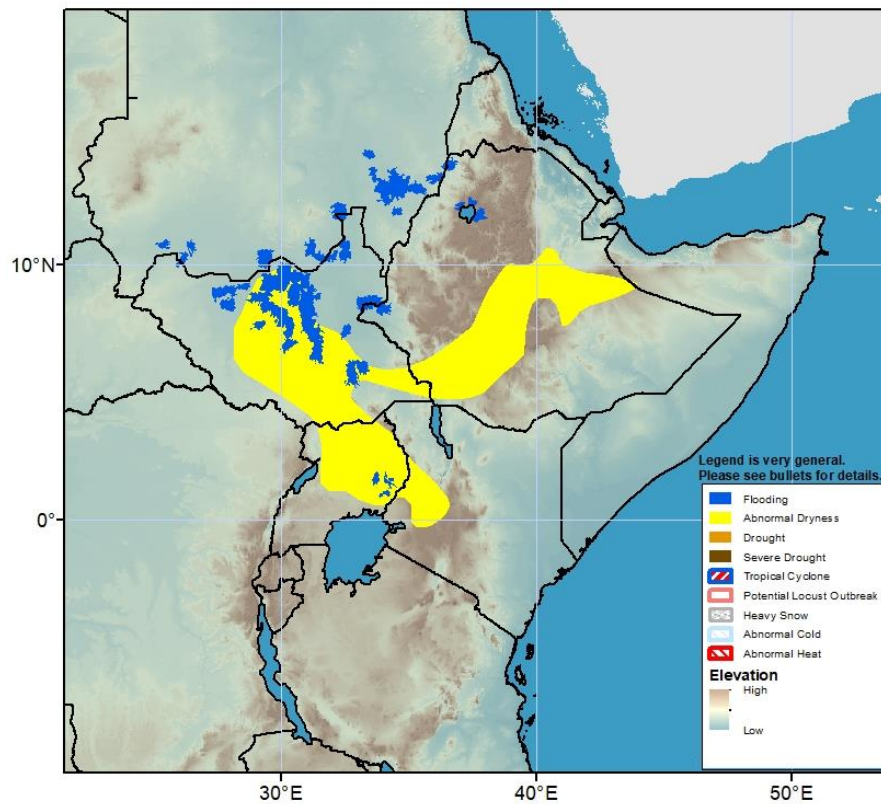 10°N
0°
30°E
40°E
50°E
Legend is very general.
Please see bullets for details.
Flooding
Abnormal Dryness
Drought
Severe Drought
Tropical Cyclone
Potential Locust Outbreak
Heavy Snow
Abnormal Cold
Abnormal Heat
Elevation
High
Low